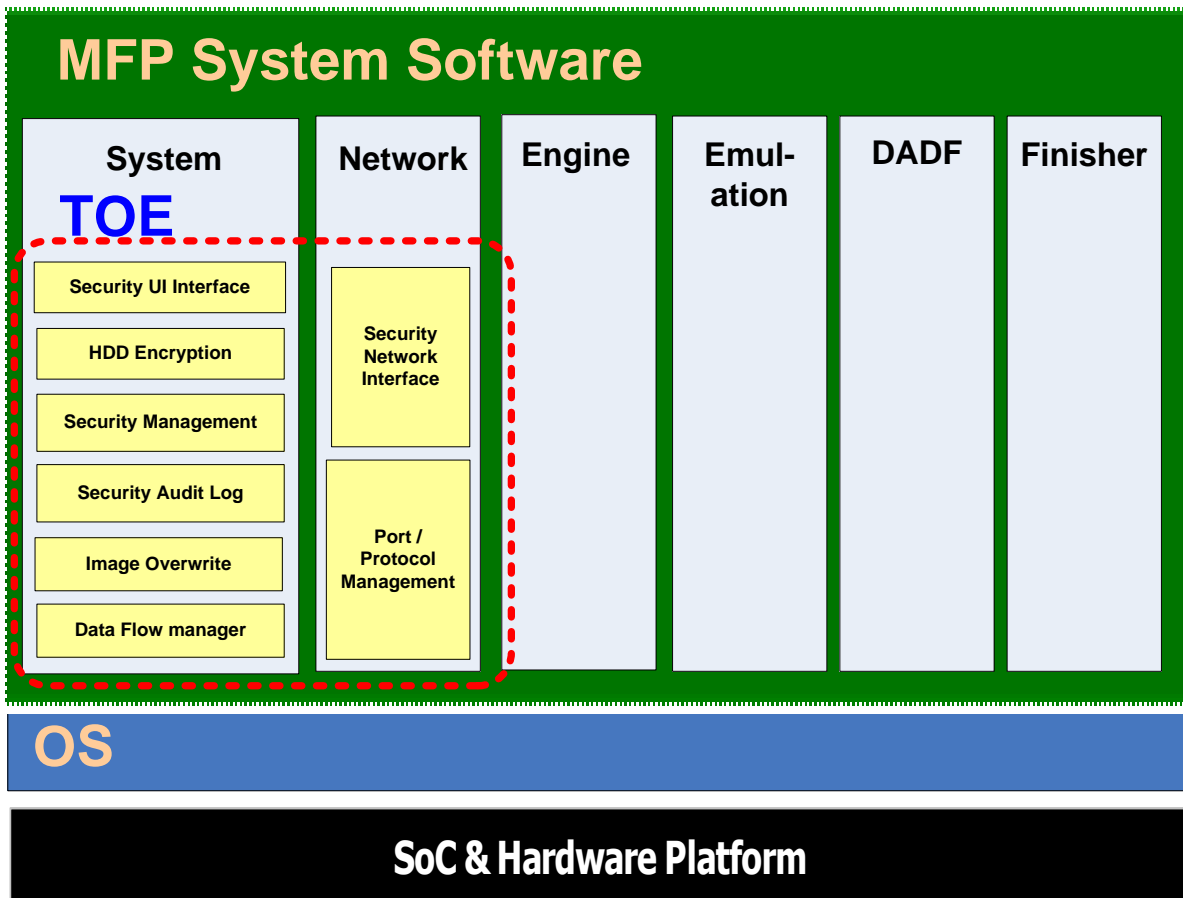 MFP System Software
System
TOE
Security UI Interface
HDD Encryption
Security Management
Security Audit Log
Image Overwrite
Data Flow manager
Network
Security
Network
Interface
Port /
Protocol
Management
Engine
Emul-
ation
DADF
Finisher
OS
SoC & Hardware Platform